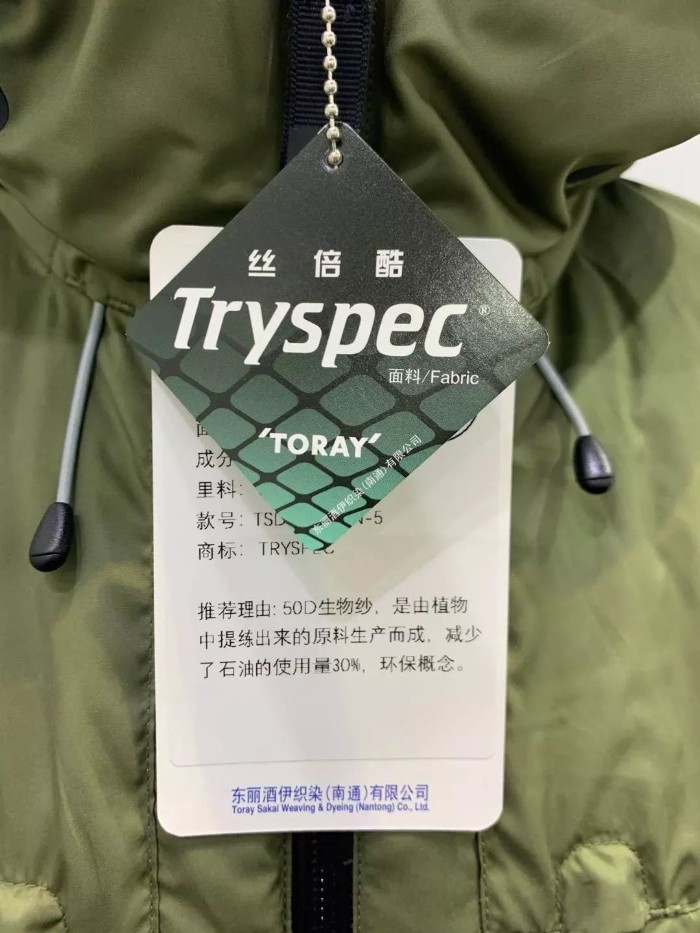 丝倍酷
Tryspec®
面料/Fabric
'TORAY'
东丽酒伊织染(南通)有限公司
成分
里料:
款号: TSD N-5
商标: TRYSPEC
推荐理由: 50D生物纱, 是由植物
中提练出来的原料生产而成, 减少
了石油的使用量30%, 环保概念。
东丽酒伊织染(南通)有限公司
Toray Sakai Weaving & Dyeing (Nantong) Co., Ltd.